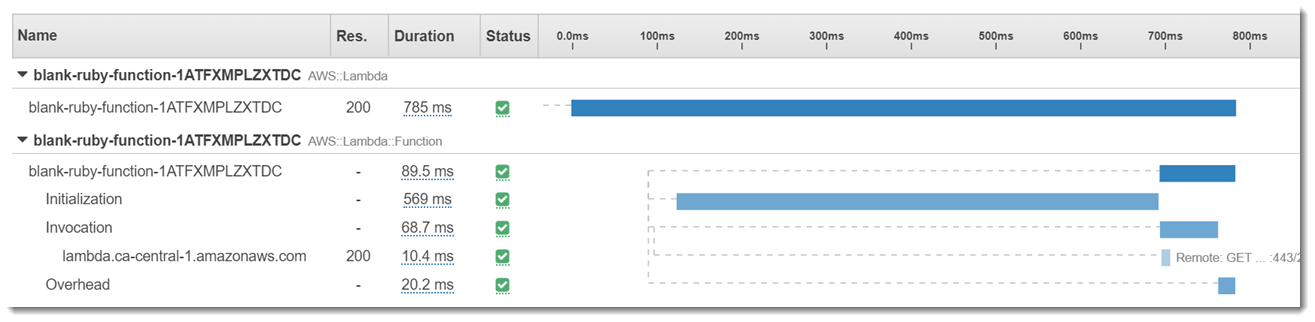 Name Res. Duration Status 0.0ms 100ms 200ms 300ms 400ms 500ms 600ms 700ms 800ms
blank-ruby-function-1ATFXMPLZXTDC AWS::Lambda
blank-ruby-function-1ATFXMPLZXTDC 200 785 ms
blank-ruby-function-1ATFXMPLZXTDC AWS::Lambda::Function
blank-ruby-function-1ATFXMPLZXTDC - 89.5 ms
Initialization - 569 ms
Invocation - 68.7 ms
lambda.ca-central-1.amazonaws.com 200 10.4 ms Remote: GET ... :443/2
Overhead - 20.2 ms